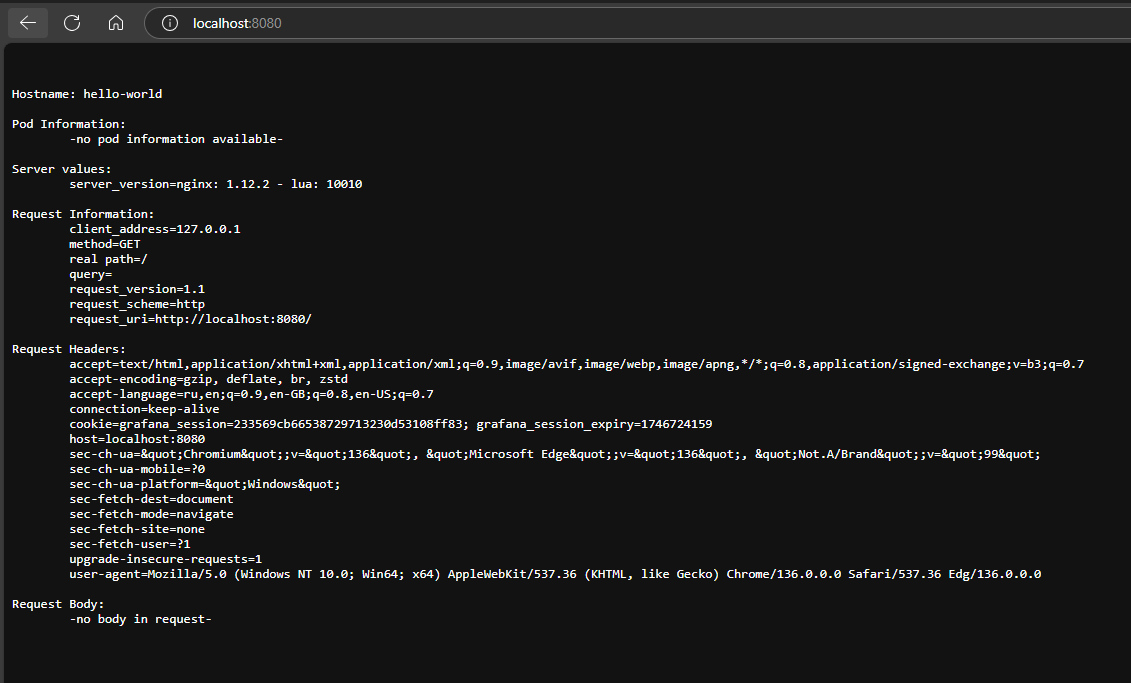 localhost:8080
Hostname: hello-world
Pod Information:
-no pod information available-
Server values:
server_version=nginx: 1.12.2 - lua: 10010
Request Information:
client_address=127.0.0.1
method=GET
real path=/
query=
request_version=1.1
request_scheme=http
request_uri=http://localhost:8080/
Request Headers:
accept=text/html,application/xhtml+xml,application/xml;q=0.9,image/avif,image/webp,image/apng,*/*;q=0.8,application/signed-exchange;v=b3;q=0.7
accept-encoding=gzip, deflate, br, zstd
accept-language=ru,en;q=0.9,en-GB;q=0.8,en-US;q=0.7
connection=keep-alive
cookie=grafana_session=233569cb66538729713230d53108ff83; grafana_session_expiry=1746724159
host=localhost:8080
sec-ch-ua=&quot;Chromium&quot;;v=&quot;136&quot;, &quot;Microsoft Edge&quot;;v=&quot;136&quot;, &quot;Not.A/Brand&quot;;v=&quot;99&quot;
sec-ch-ua-mobile=?0
sec-ch-ua-platform=&quot;Windows&quot;
sec-fetch-dest=document
sec-fetch-mode=navigate
sec-fetch-site=none
sec-fetch-user=?1
upgrade-insecure-requests=1
user-agent=Mozilla/5.0 (Windows NT 10.0; Win64; x64) AppleWebKit/537.36 (KHTML, like Gecko) Chrome/136.0.0.0 Safari/537.36 Edg/136.0.0.0
Request Body:
-no body in request-